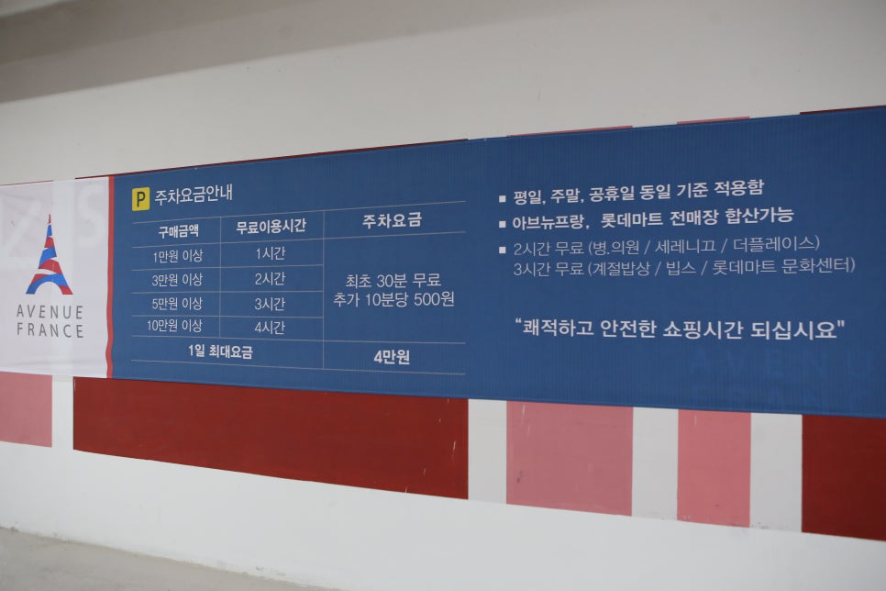 AVENUE
FRANCE
P 주차요금안내
구매금액 무료이용시간 주차요금
1만원 이상 1시간
3만원 이상 2시간
5만원 이상 3시간
10만원 이상 4시간
최초 30분 무료
추가 10분당 500원
1일 최대요금 4만원
■ 평일, 주말, 공휴일 동일 기준 적용함
■ 아브뉴프랑, 롯데마트 전매장 합산가능
■ 2시간 무료 (병.의원 / 세레니끄 / 더플레이스)
3시간 무료 (계절밥상 / 빕스 / 롯데마트 문화센터)
“쾌적하고 안전한 쇼핑시간 되십시요"